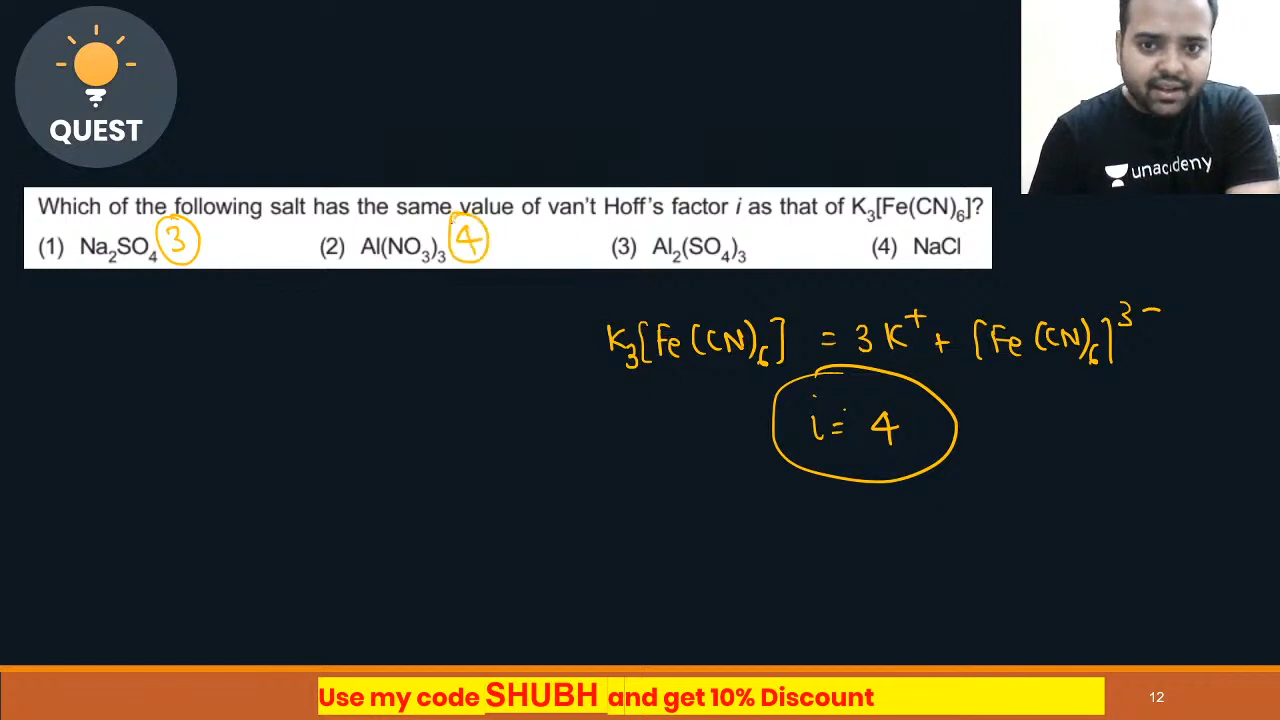 QUEST
unacademy
Which of the following salt has the same value of van't Hoff's factor i as that of K₃[Fe(CN)₆]?
(1) Na₂SO₄ 3 (2) Al(NO₃)₃ 4 (3) Al₂(SO₄)₃ (4) NaCl
K₃[Fe(CN)₆] = 3K⁺ + [Fe(CN)₆]³⁻
i = 4
Use my code SHUBH and get 10% Discount
12